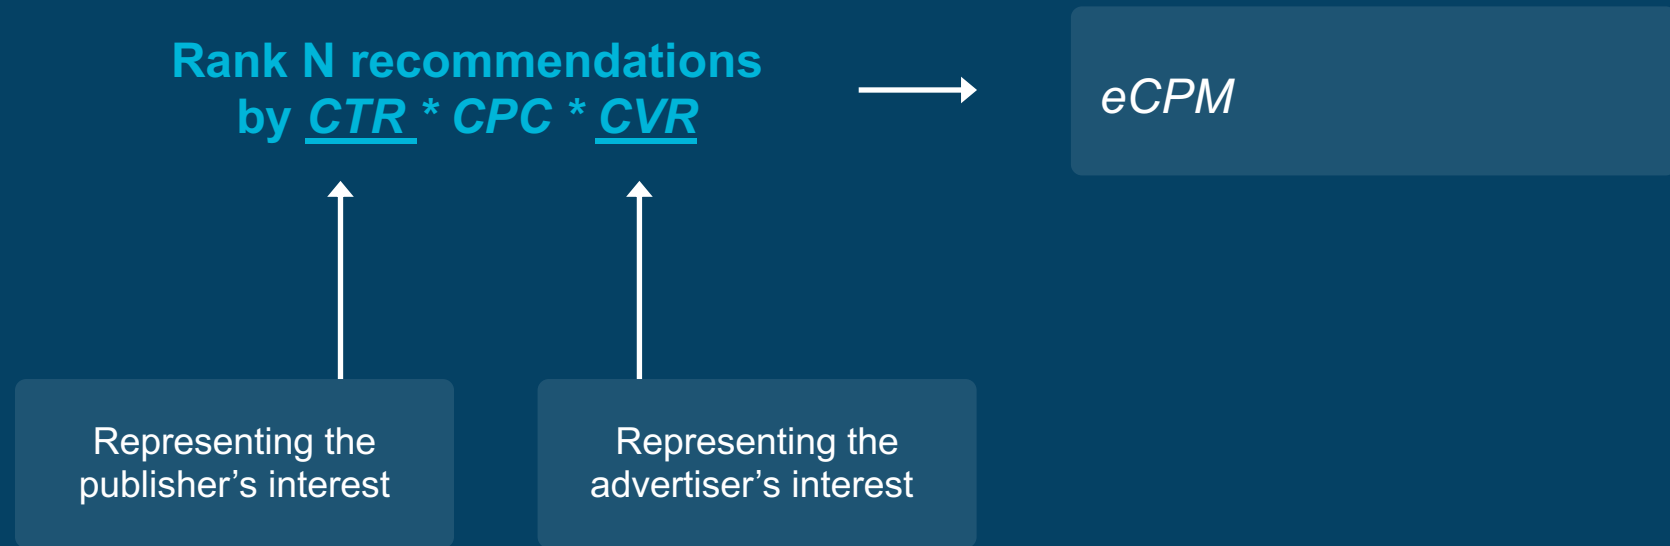 Rank N recommendations
by CTR * CPC * CVR
eCPM
Representing the
publisher’s interest
Representing the
advertiser’s interest